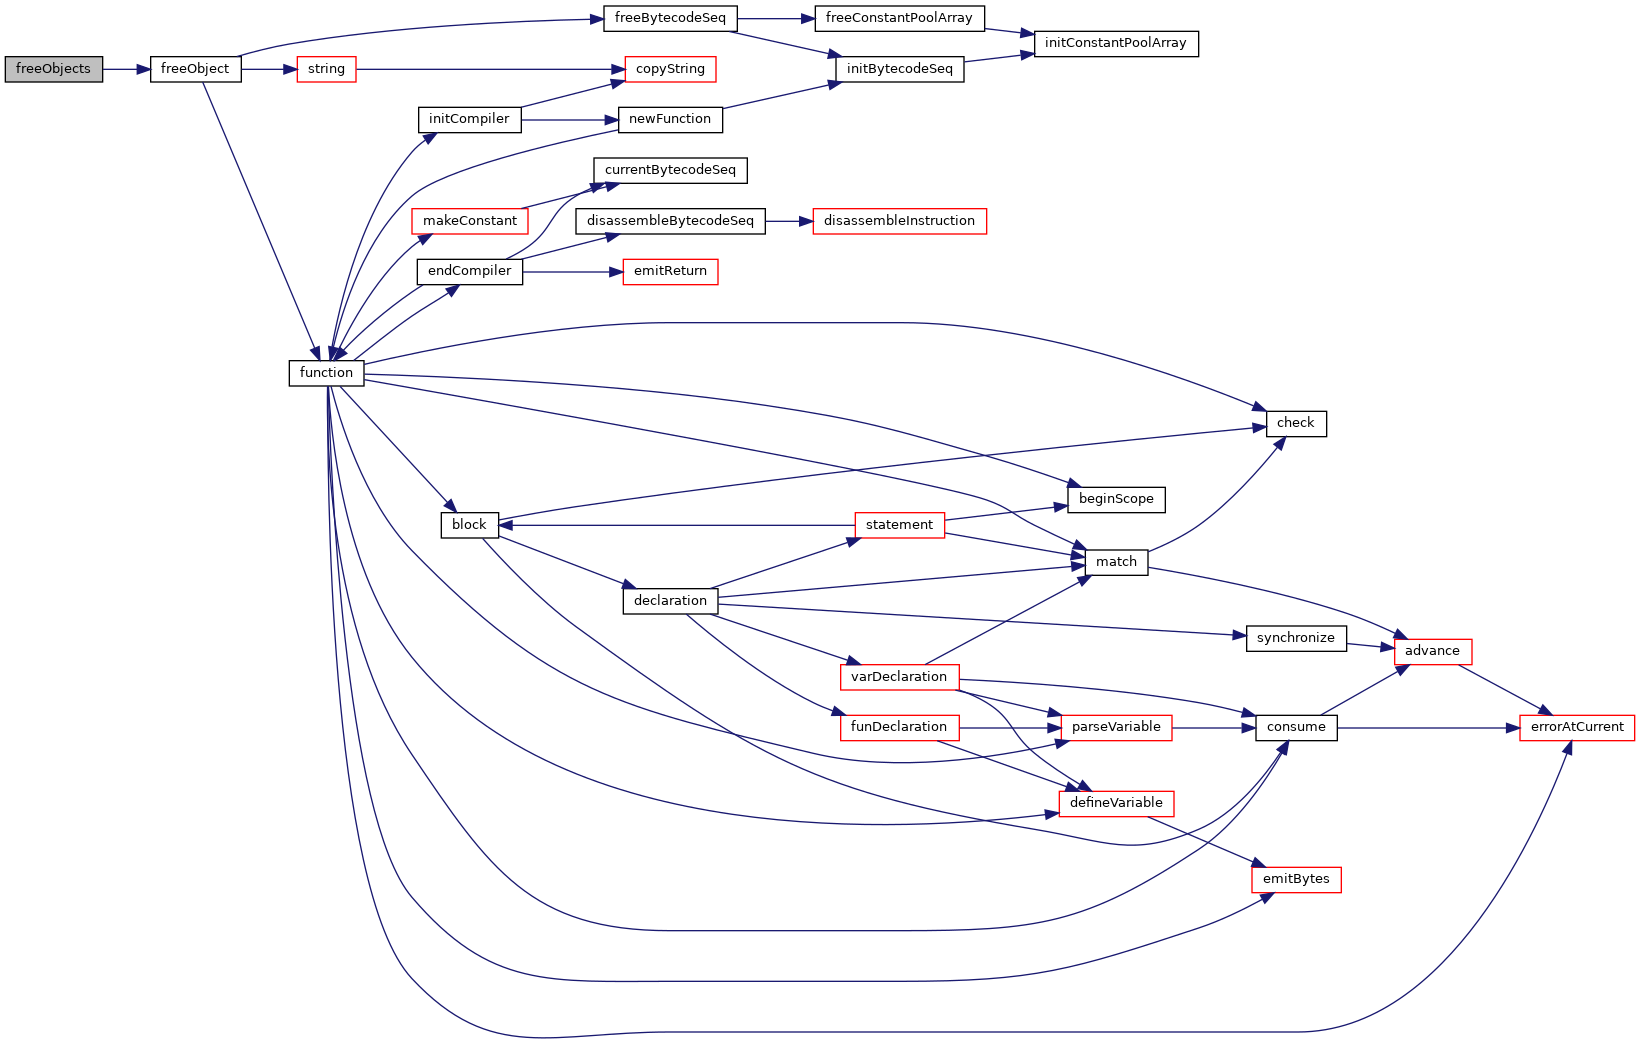 freeBytecodeSeq
freeConstantPoolArray
initConstantPoolArray
freeObjects
freeObject
string
copyString
initBytecodeSeq
initCompiler
newFunction
currentBytecodeSeq
makeConstant
disassembleBytecodeSeq
disassembleInstruction
endCompiler
emitReturn
function
check
beginScope
block
statement
match
declaration
synchronize
advance
varDeclaration
funDeclaration
parseVariable
consume
errorAtCurrent
defineVariable
emitBytes